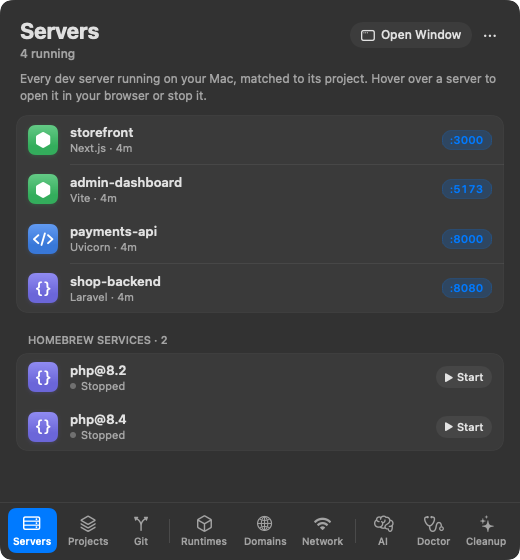 Servers
Open Window
4 running
Every dev server running on your Mac, matched to its project. Hover over a server to
open it in your browser or stop it.
storefront
Next.js · 4m
:3000
admin-dashboard
Vite · 4m
:5173
payments-api
Uvicorn · 4m
:8000
shop-backend
Laravel · 4m
:8080
HOMEBREW SERVICES · 2
php@8.2
Stopped
Start
php@8.4
Stopped
Start
Servers
Projects
Git
Runtimes
Domains
Network
AI
Doctor
Cleanup